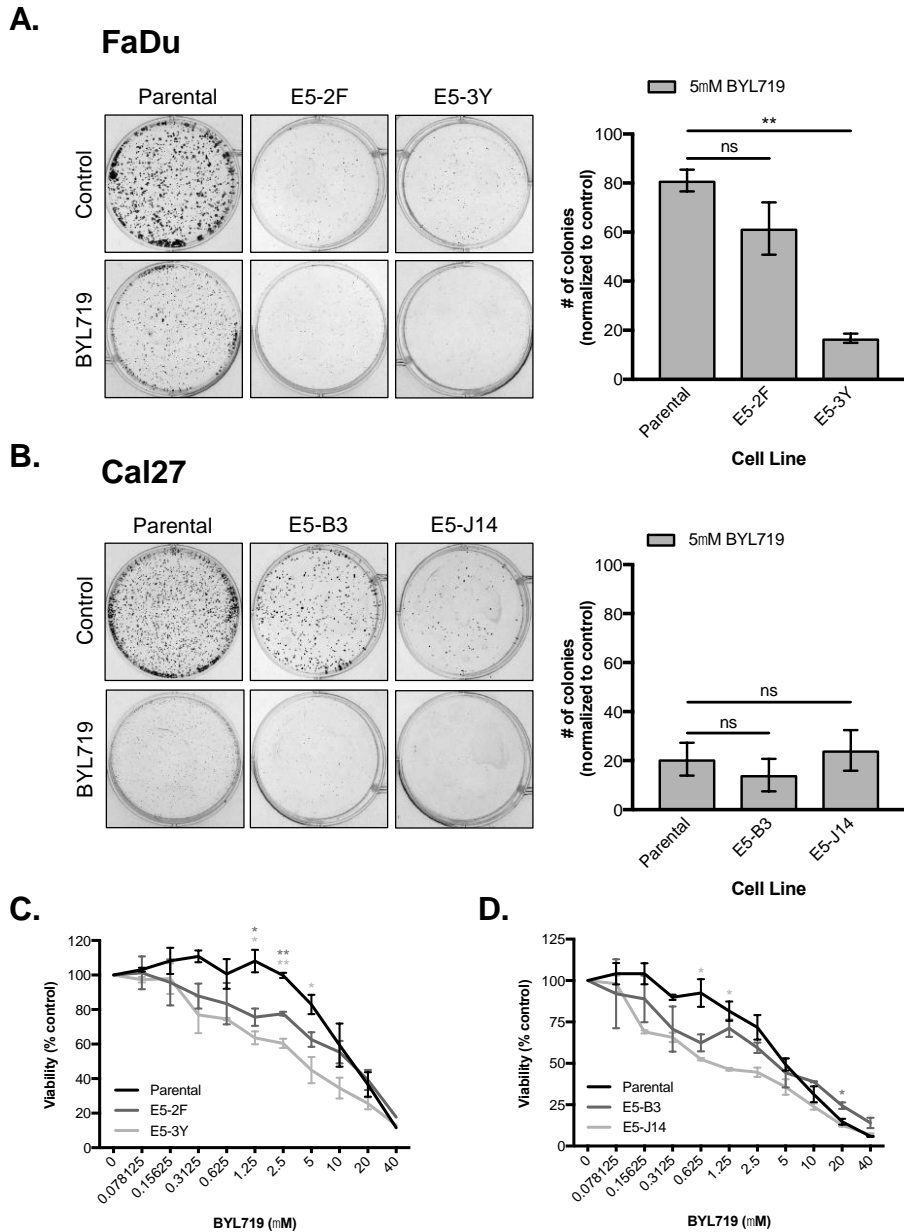 A.
FaDu
Parental E5-2F E5-3Y
Control
BYL719
5mM BYL719
# of colonies
(normalized to control)
100
80
60
40
20
0
**
ns
Parental E5-2F E5-3Y
Cell Line
B.
Cal27
Parental E5-B3 E5-J14
Control
BYL719
5mM BYL719
# of colonies
(normalized to control)
100
80
60
40
20
0
ns
ns
Parental E5-B3 E5-J14
Cell Line
C.
Viability (% control)
120
100
80
60
40
20
0
*
*
**
**
*
Parental
E5-2F
E5-3Y
0 0.078125 0.15625 0.3125 0.625 1.25 2.5 5 10 20 40
BYL719 (mM)
D.
Viability (% control)
125
100
75
50
25
0
*
*
*
Parental
E5-B3
E5-J14
0 0.078125 0.15625 0.3125 0.625 1.25 2.5 5 10 20 40
BYL719 (mM)